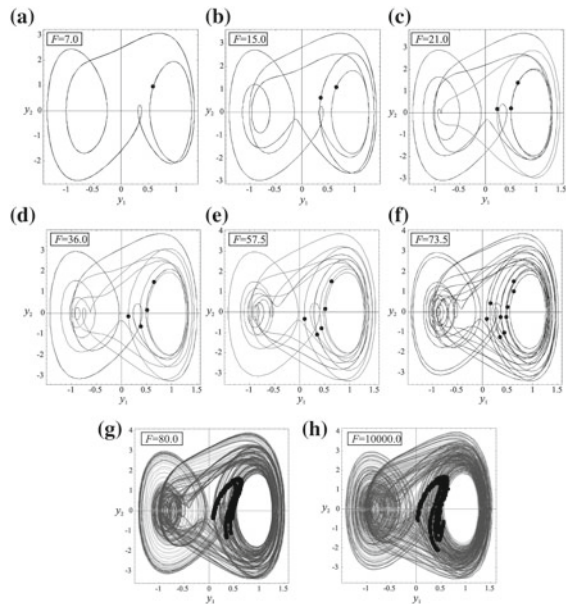 (a) (b) (c)
F=7.0 F=15.0 F=21.0
3 3 4
2 2 3
1 1 2
y₂ 0 y₂ 0 y₂ 1
-1 -1 0
-2 -2 -1
-3 -2
-3
-1 -0.5 0 0.5 1 -1 -0.5 0 0.5 1 -1 -0.5 0 0.5 1 1.5
y₁ y₁ y₁
(d) (e) (f)
F=36.0 F=57.5 F=73.5
4 4 4
3 3 3
2 2 2
1 1 1
y₂ 0 y₂ 0 y₂ 0
-1 -1 -1
-2 -2 -2
-3 -3 -3
-1 -0.5 0 0.5 1 1.5 -1 -0.5 0 0.5 1 1.5 -1 -0.5 0 0.5 1 1.5
y₁ y₁ y₁
(g) (h)
F=80.0 F=10000.0
4 4
3 3
2 2
1 1
y₂ 0 y₂ 0
-1 -1
-2 -2
-3 -3
-1 -0.5 0 0.5 1 1.5 -1 -0.5 0 0.5 1 1.5
y₁ y₁